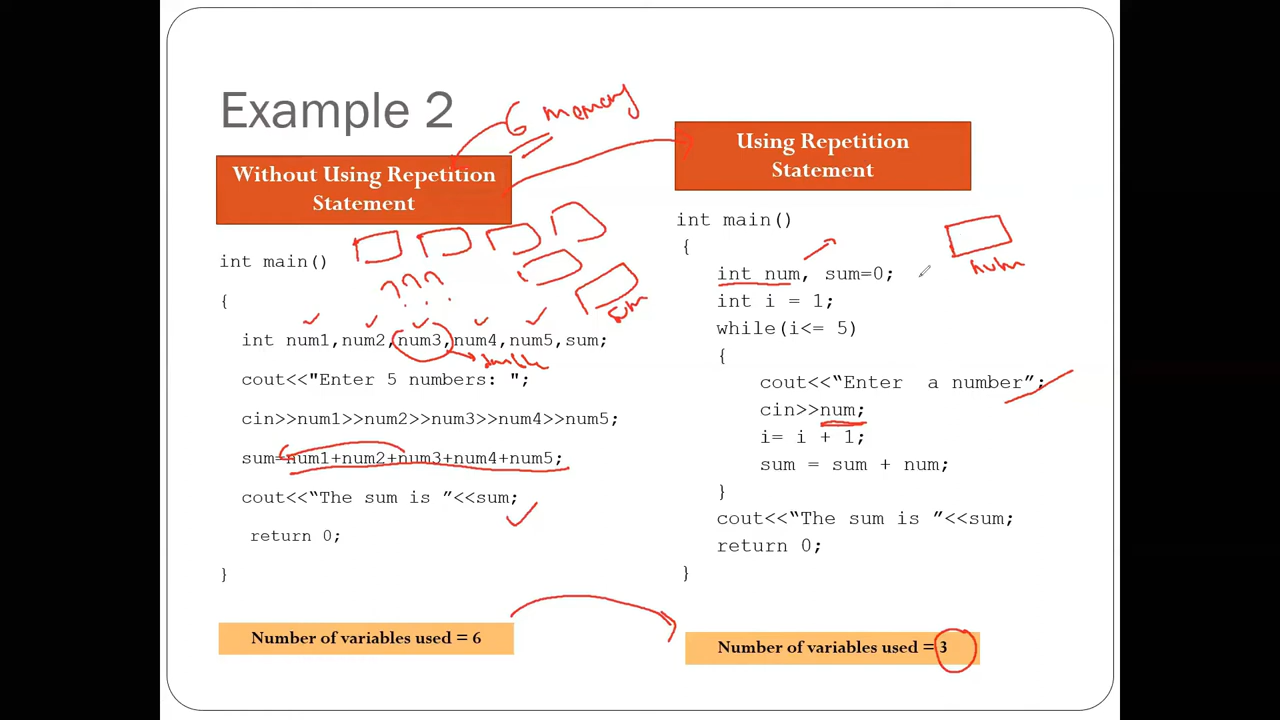 Example 2
6 memory
Without Using Repetition
Statement
int main()
{
???
sum
int num1,num2,num3,num4,num5,sum;
cout<<"Enter 5 numbers: ";
cin>>num1>>num2>>num3>>num4>>num5;
sum=num1+num2+num3+num4+num5;
cout<<“The sum is ”<<sum;
return 0;
}
Number of variables used = 6
Using Repetition
Statement
int main()
{
num
int num, sum=0;
int i = 1;
while(i<= 5)
{
cout<<“Enter  a number”;
cin>>num;
i= i + 1;
sum = sum + num;
}
cout<<“The sum is ”<<sum;
return 0;
}
Number of variables used = 3